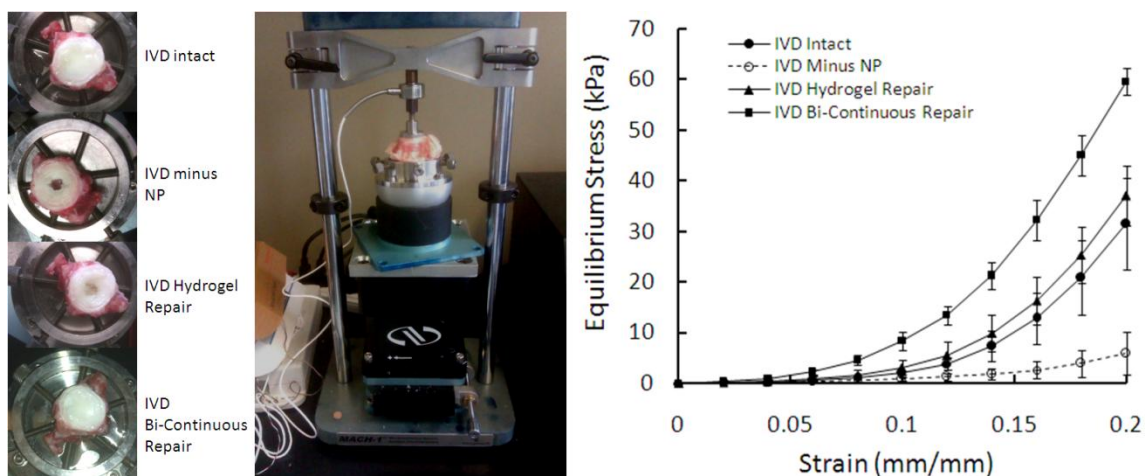 IVD intact
IVD minus
NP
IVD Hydrogel
Repair
IVD
Bi-Continuous
Repair
MACH-1
Equilibrium Stress (kPa)
70
60
50
40
30
20
10
0
IVD Intact
IVD Minus NP
IVD Hydrogel Repair
IVD Bi-Continuous Repair
0
0.05
0.1
0.15
0.2
Strain (mm/mm)